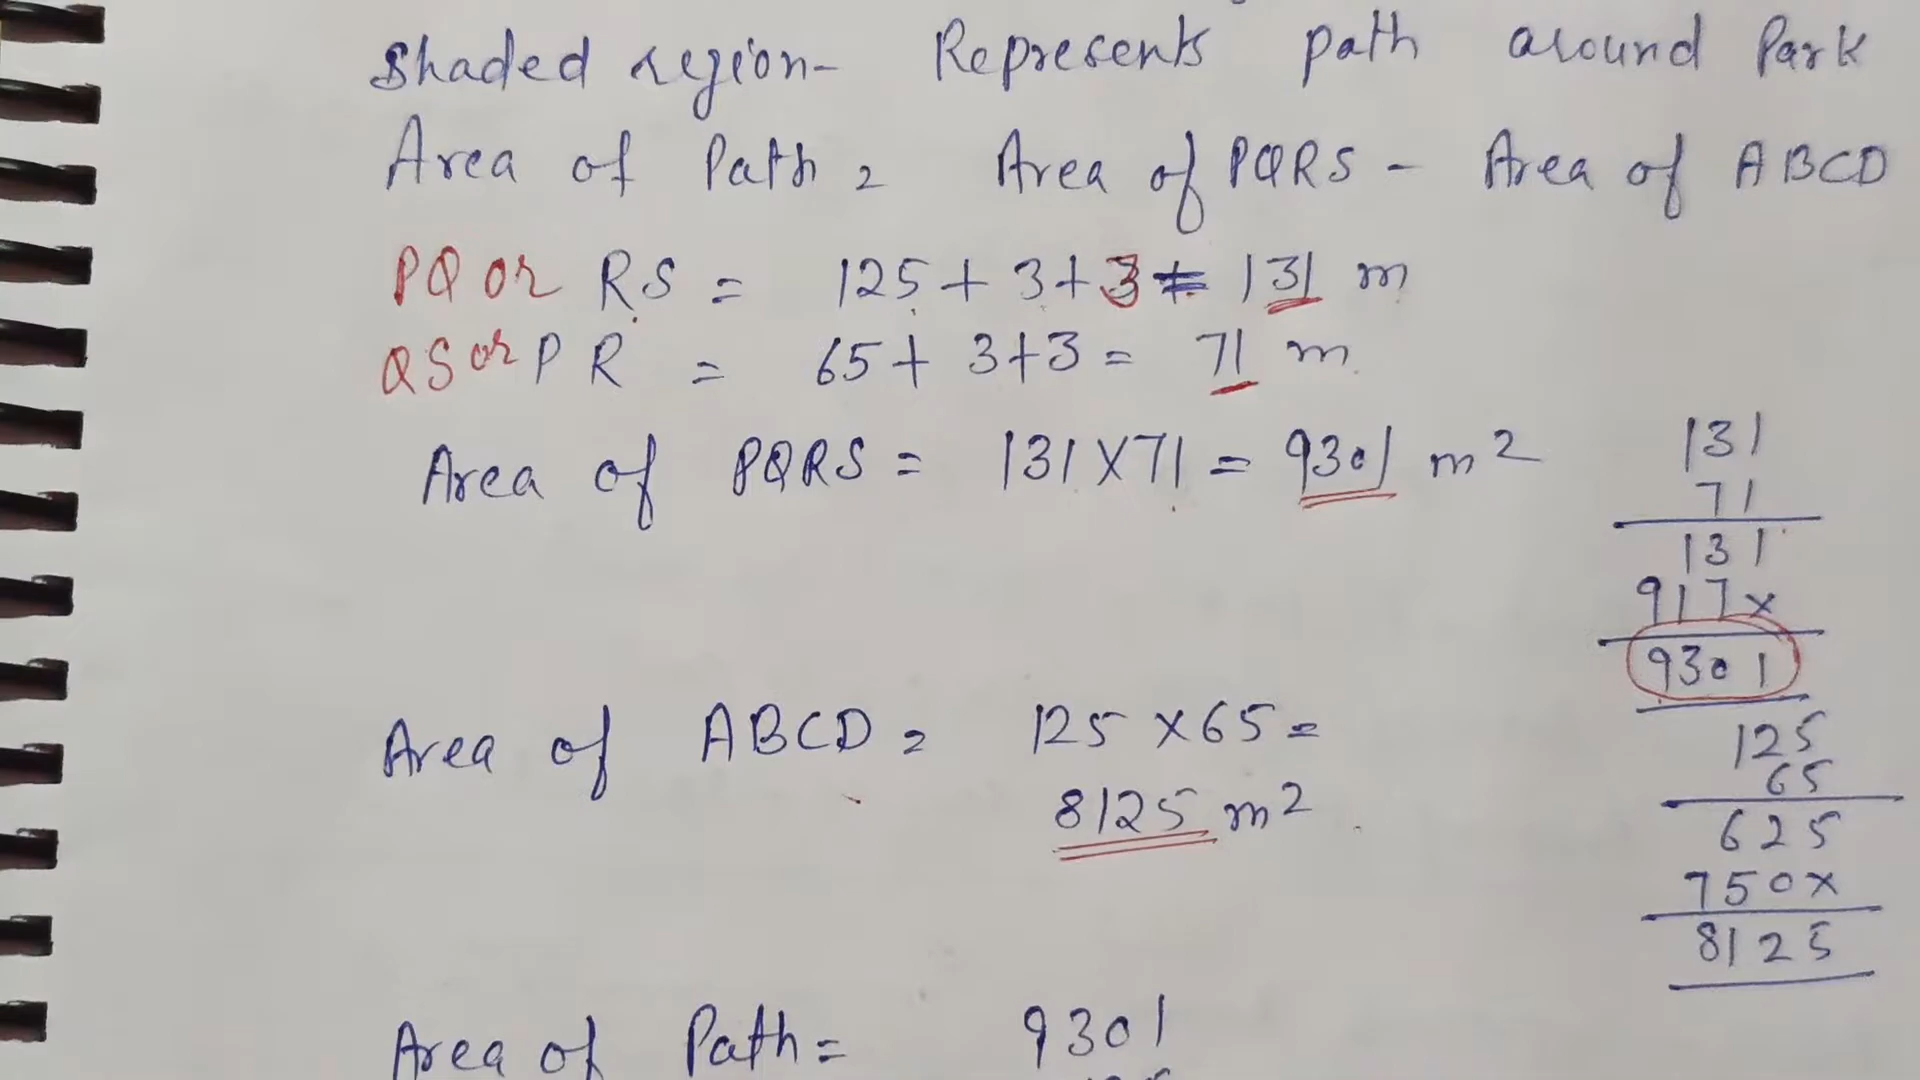 Shaded region- Represents path around Park
Area of Path = Area of PQRS - Area of ABCD
PQ or RS = 125 + 3 + 3 = 131 m
QS or PR = 65 + 3 + 3 = 71 m
Area of PQRS = 131 × 71 = 9301 m²
131
71
131
917×
9301
Area of ABCD = 125 × 65 =
8125 m²
125
65
625
750×
8125
Area of Path = 9301